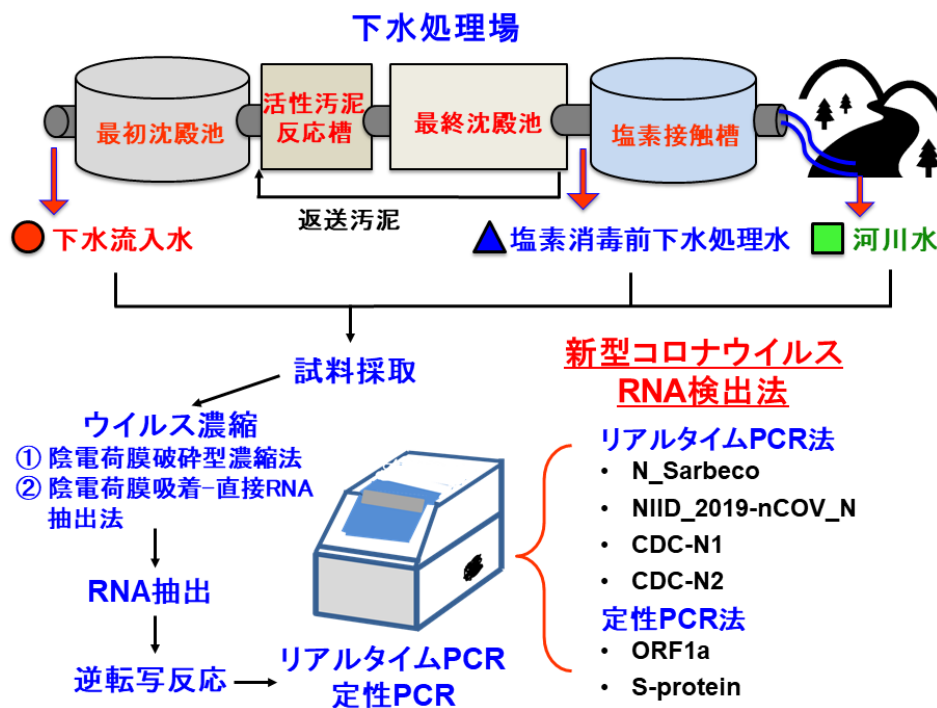 下水処理場
最初沈殿池
活性汚泥
反応槽
最終沈殿池
塩素接触槽
返送汚泥
下水流入水
塩素消毒前下水処理水
河川水
試料採取
ウイルス濃縮
① 陰電荷膜破砕型濃縮法
② 陰電荷膜吸着-直接RNA
抽出法
RNA抽出
逆転写反応
リアルタイムPCR
定性PCR
新型コロナウイルス
RNA検出法
リアルタイムPCR法
• N_Sarbeco
• NIID_2019-nCOV_N
• CDC-N1
• CDC-N2
定性PCR法
• ORF1a
• S-protein